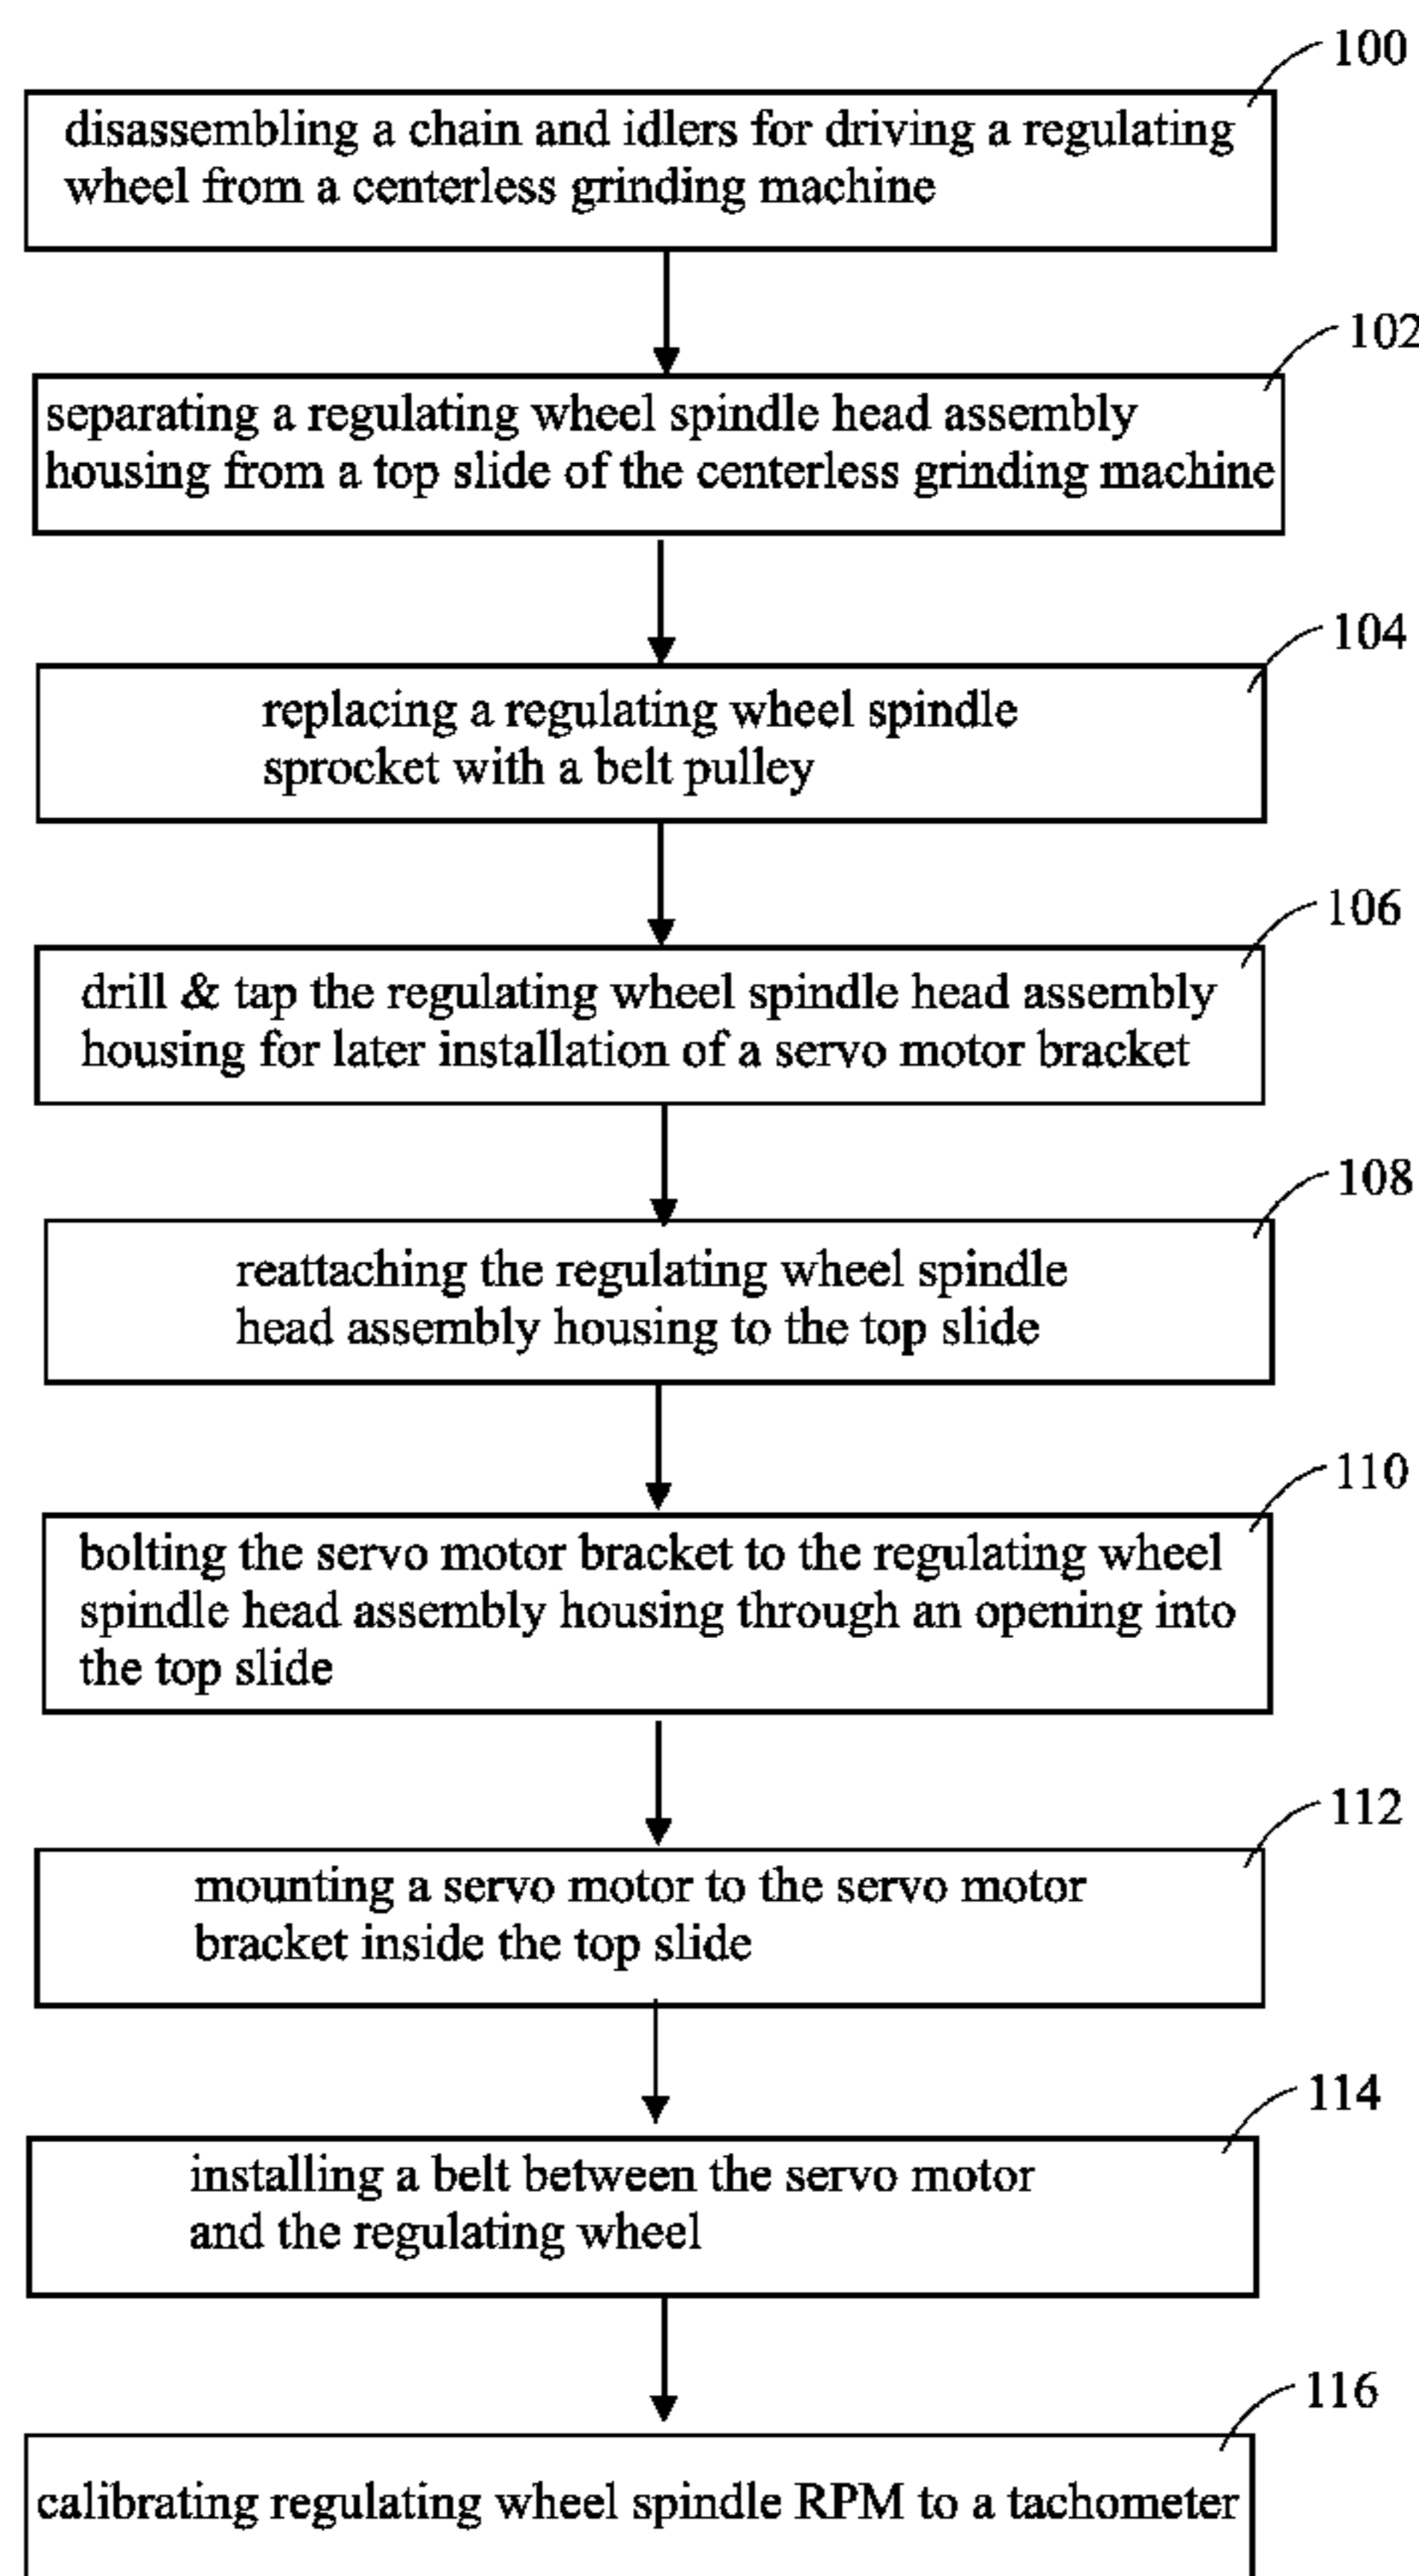 100
disassembling a chain and idlers for driving a regulating
wheel from a centerless grinding machine
102
separating a regulating wheel spindle head assembly
housing from a top slide of the centerless grinding machine
104
replacing a regulating wheel spindle
sprocket with a belt pulley
106
drill & tap the regulating wheel spindle head assembly
housing for later installation of a servo motor bracket
108
reattaching the regulating wheel spindle
head assembly housing to the top slide
110
bolting the servo motor bracket to the regulating wheel
spindle head assembly housing through an opening into
the top slide
112
mounting a servo motor to the servo motor
bracket inside the top slide
114
installing a belt between the servo motor
and the regulating wheel
116
calibrating regulating wheel spindle RPM to a tachometer